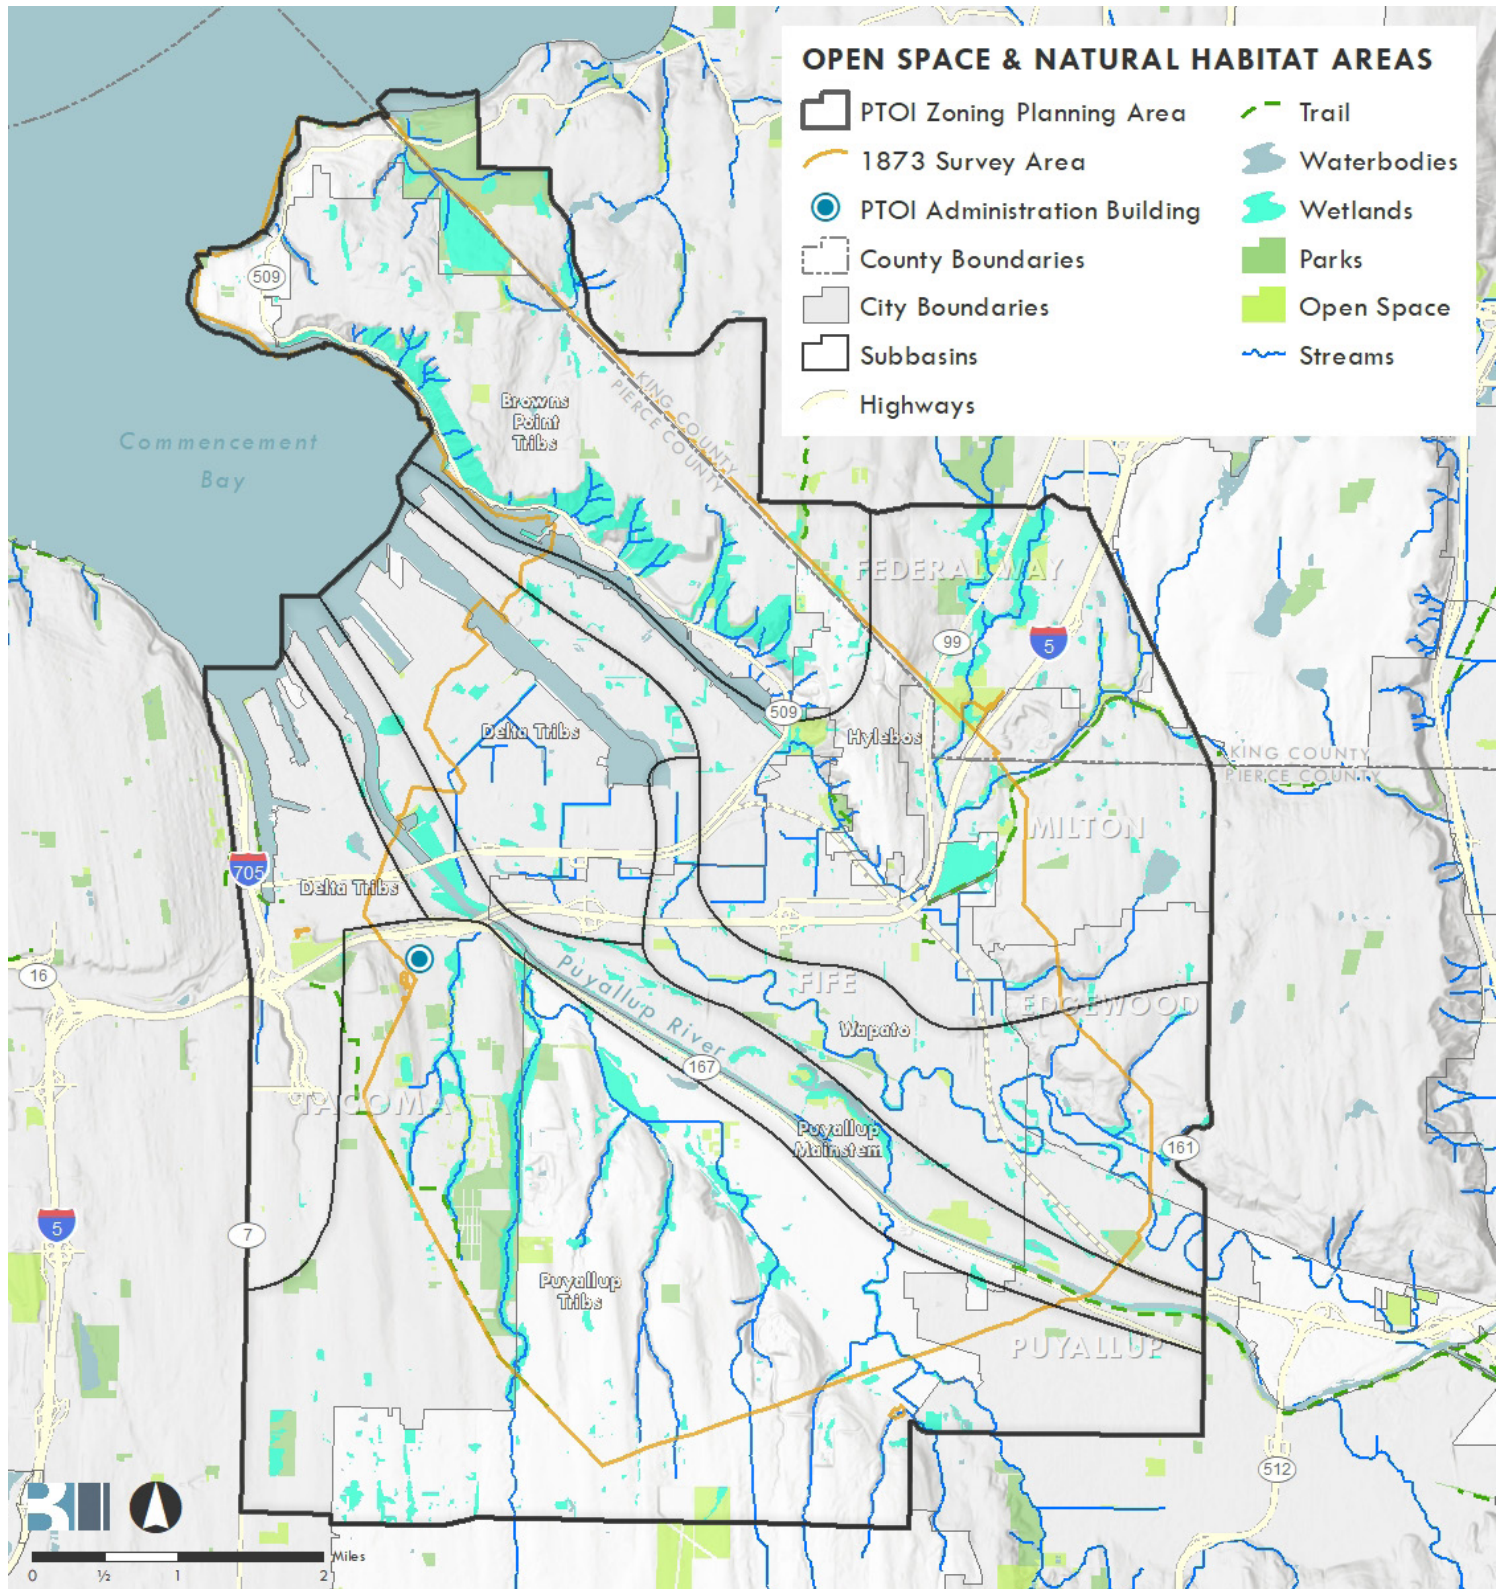 OPEN SPACE & NATURAL HABITAT AREAS
PTOI Zoning Planning Area
1873 Survey Area
PTOI Administration Building
County Boundaries
City Boundaries
Subbasins
Highways
Trail
Waterbodies
Wetlands
Parks
Open Space
Streams
509
KING COUNTY
PIERCE COUNTY
Browns
Point
Tribs
Commencement
Bay
FEDERAL WAY
99
5
509
Hylebos
Delta Tribs
KING COUNTY
PIERCE COUNTY
MILTON
705
Delta Tribs
16
FIFE
Puyallup River
EDGEWOOD
Wapato
167
TACOMA
Puyallup
Mainstem
161
5
7
Puyallup
Tribs
PUYALLUP
512
Miles
0
½
1
2